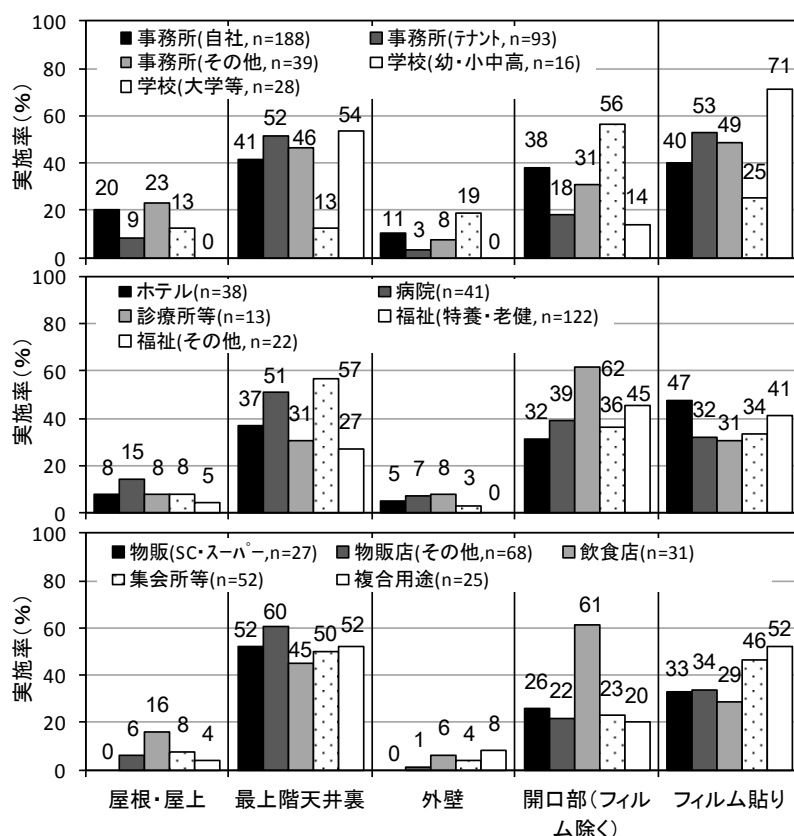 100
80
60
40
20
0
実施率(%)
■事務所(自社, n=188) ■事務所(テナント, n=93)
■事務所(その他, n=39) □学校(幼・小中高, n=16)
□学校(大学等, n=28)
20 9 23 13 0
41 52 46 13 54
11 3 8 19 0
38 18 31 56 14
40 53 49 25 71
100
80
60
40
20
0
実施率(%)
■ホテル(n=38) ■病院(n=41)
■診療所等(n=13) □福祉(特養・老健, n=122)
□福祉(その他, n=22)
8 15 8 8 5
37 51 31 57 27
5 7 8 3 0
32 39 62 36 45
47 32 31 34 41
100
80
60
40
20
0
実施率(%)
■物販(SC・スーパー,n=27) ■物販店(その他,n=68) ■飲食店(n=31)
□集会所等(n=52) □複合用途(n=25)
0 6 16 8 4
52 60 45 50 52
0 1 6 4 8
26 22 61 23 20
33 34 29 46 52
屋根・屋上 最上階天井裏 外壁 開口部(フィルム除く) フィルム貼り